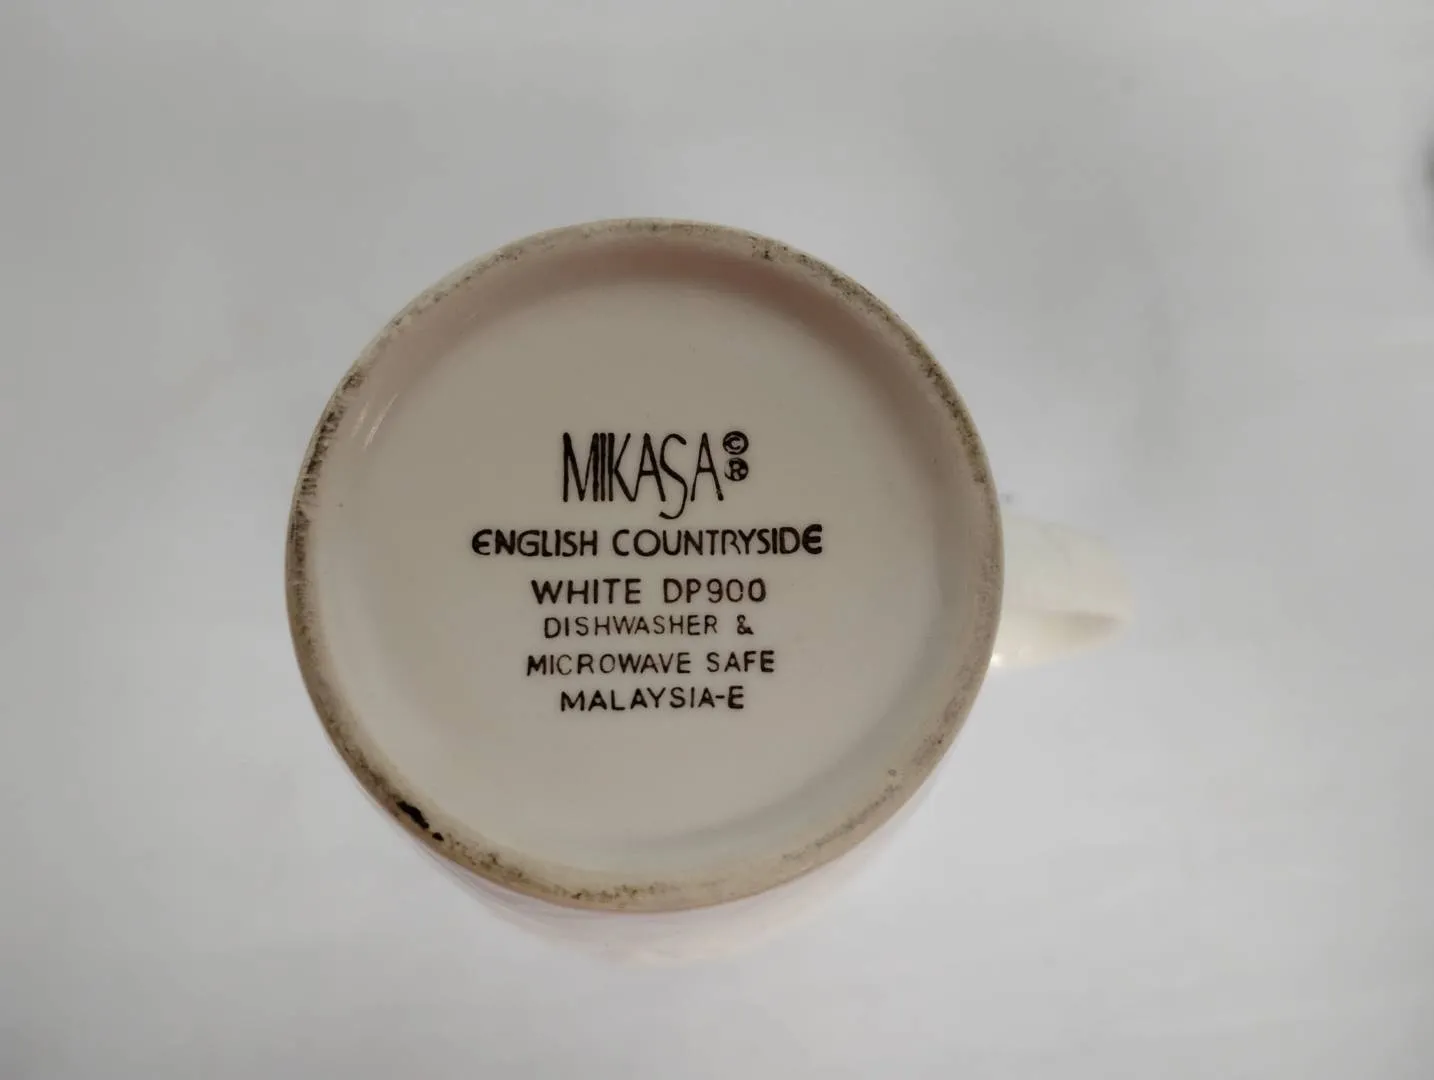 MIKASA©®
ENGLISH COUNTRYSIDE
WHITE DP900
DISHWASHER &
MICROWAVE SAFE
MALAYSIA-E